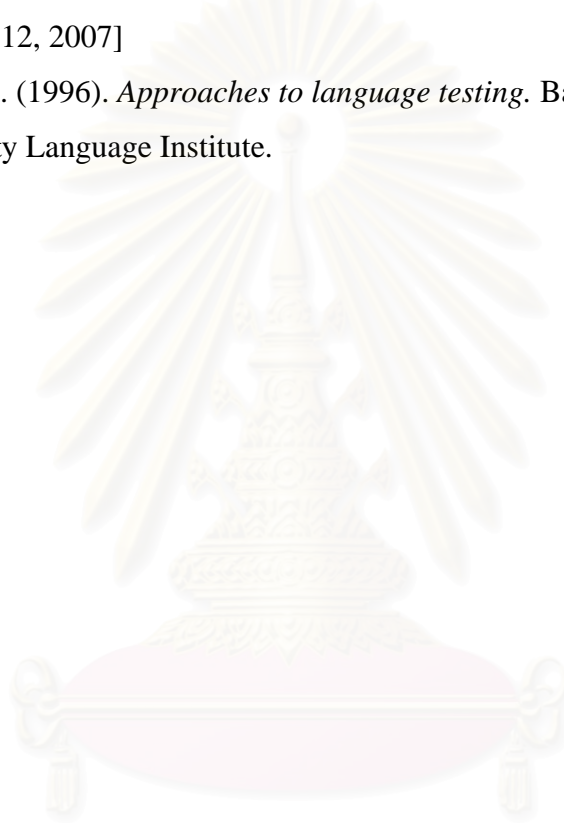 12, 2007]
. (1996). Approaches to language testing. Ba
ty Language Institute.